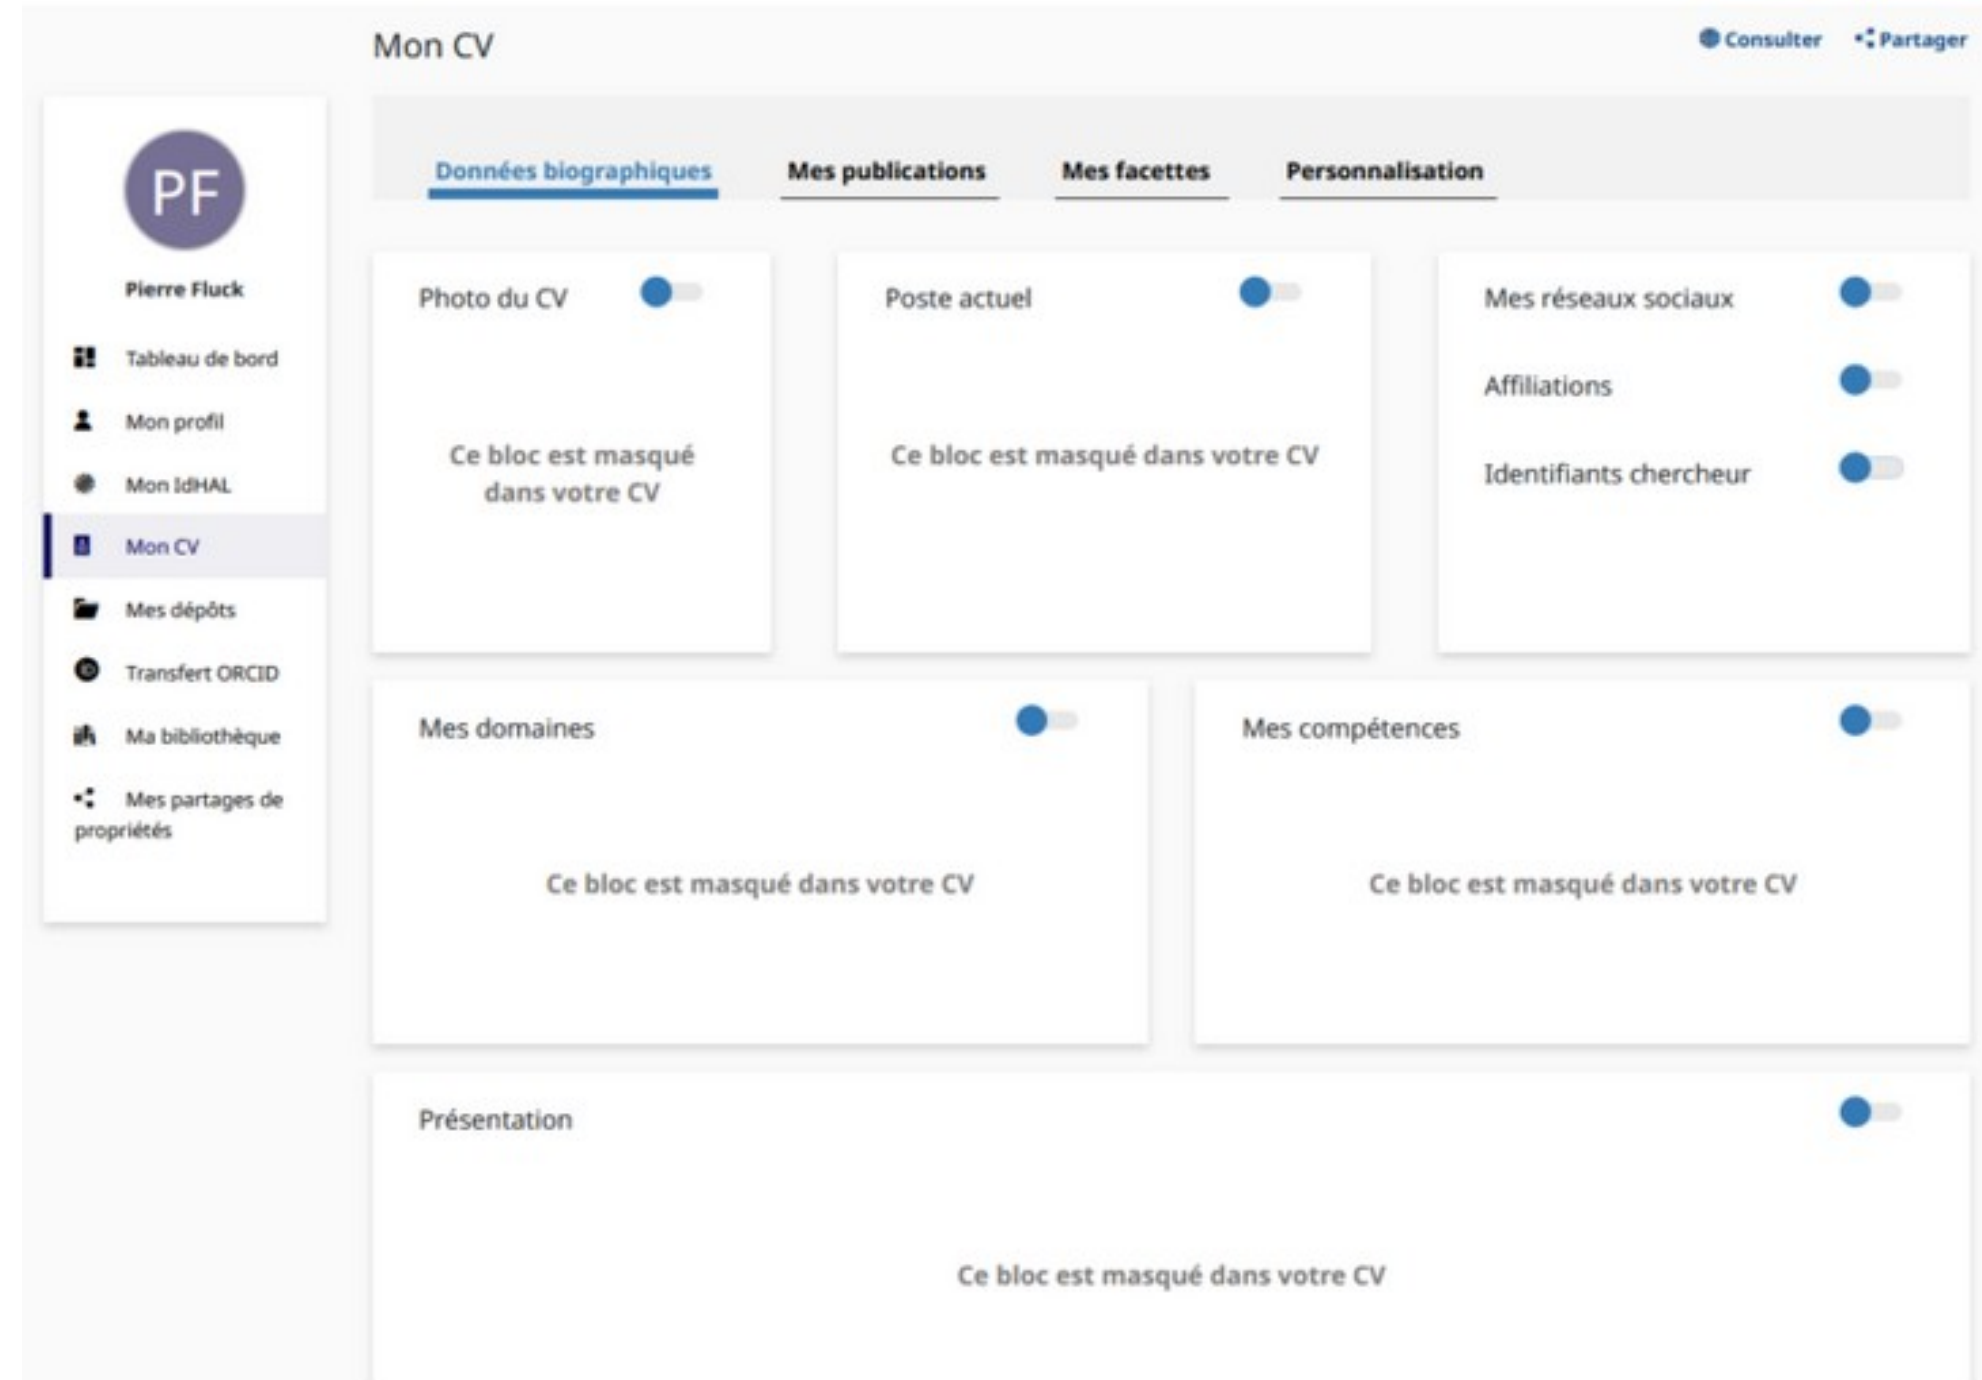 Mon CV
Consulter
Partager
PF
Pierre Fluck
Tableau de bord
Mon profil
Mon IdHAL
Mon CV
Mes dépôts
Transfert ORCID
Ma bibliothèque
Mes partages de
propriétés
Données biographiques
Mes publications
Mes facettes
Personnalisation
Photo du CV
Ce bloc est masqué
dans votre CV
Poste actuel
Ce bloc est masqué dans votre CV
Mes réseaux sociaux
Affiliations
Identifiants chercheur
Mes domaines
Ce bloc est masqué dans votre CV
Mes compétences
Ce bloc est masqué dans votre CV
Présentation
Ce bloc est masqué dans votre CV